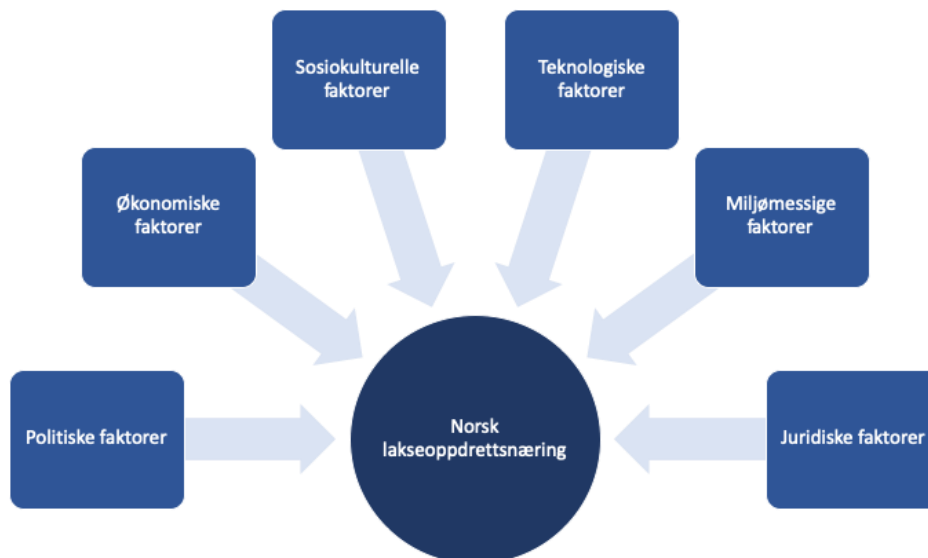 Sosiokulturelle
faktorer
Teknologiske
faktorer
Økonomiske
faktorer
Miljømessige
faktorer
Politiske faktorer
Norsk
lakseoppdrettsnæring
Juridiske faktorer